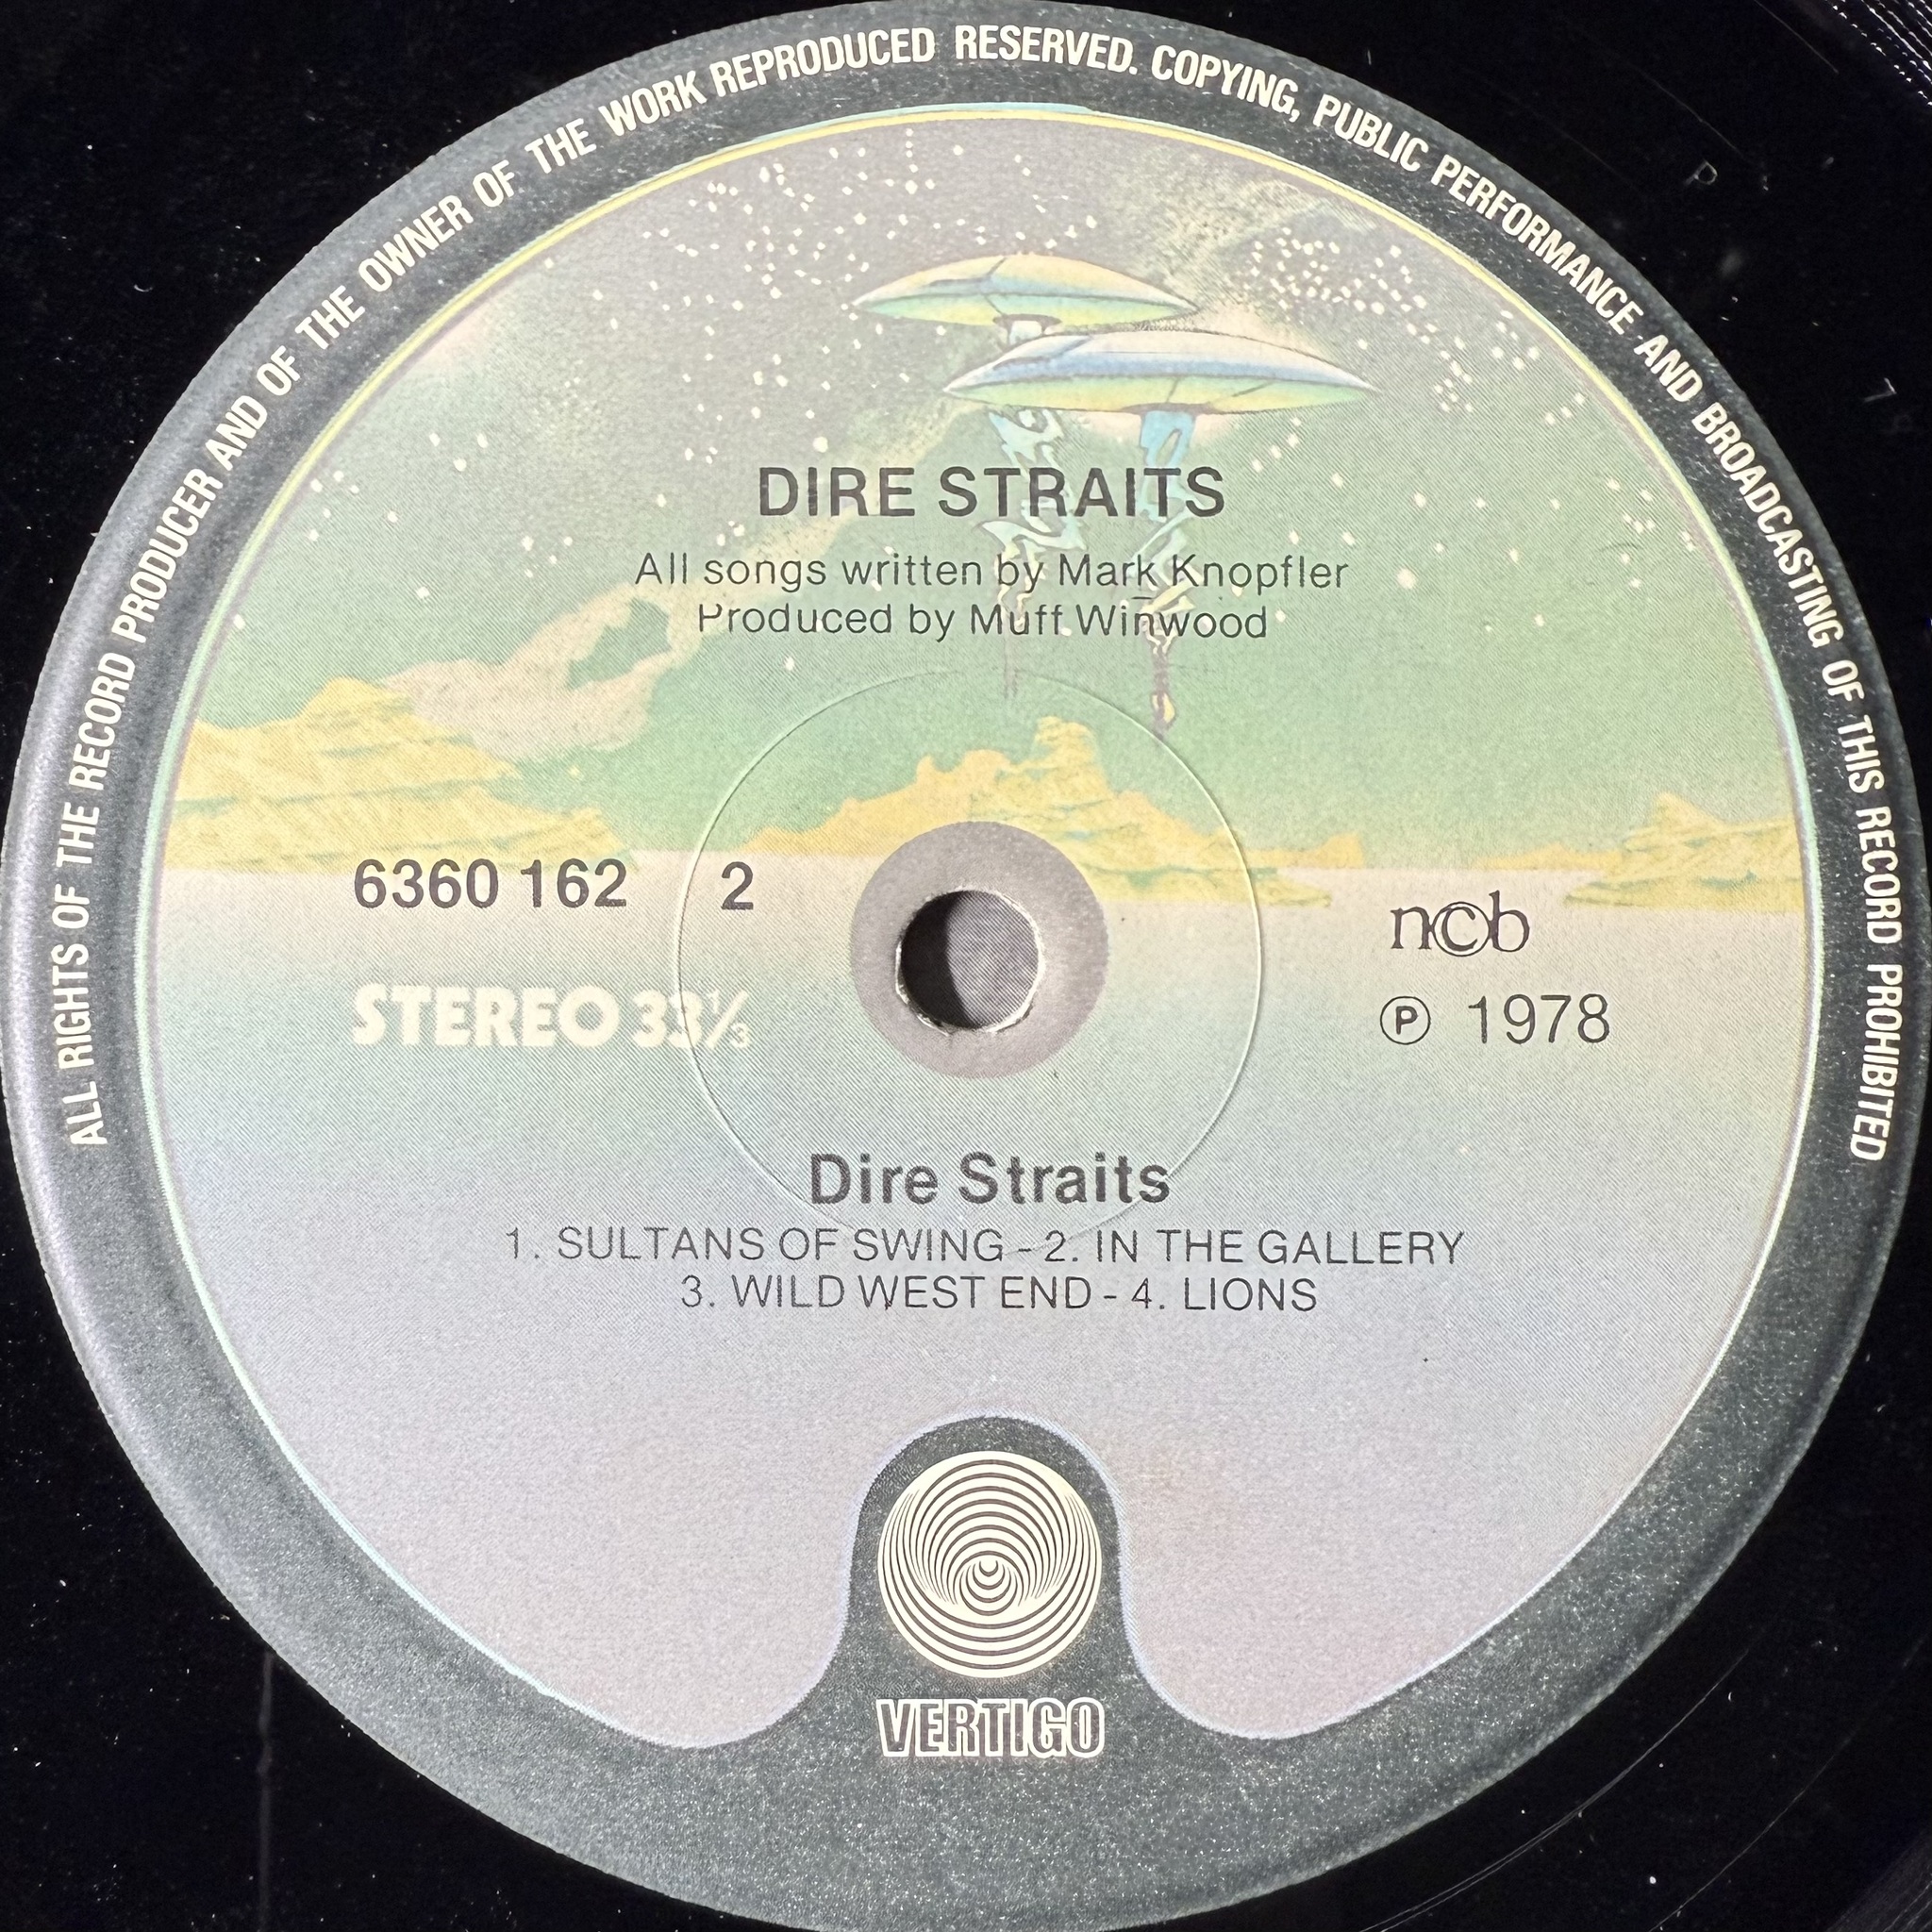 ALL RIGHTS OF THE RECORD PRODUCER AND OF THE OWNER OF THE WORK REPRODUCED RESERVED. COPYING, PUBLIC PERFORMANCE AND BROADCASTING OF THIS RECORD PROHIBITED
DIRE STRAITS
All songs written by Mark Knopfler
Produced by Muff Winwood
6360 162 2
ncb
STEREO 33⅓
Ⓟ 1978
Dire Straits
1. SULTANS OF SWING - 2. IN THE GALLERY
3. WILD WEST END - 4. LIONS
VERTIGO